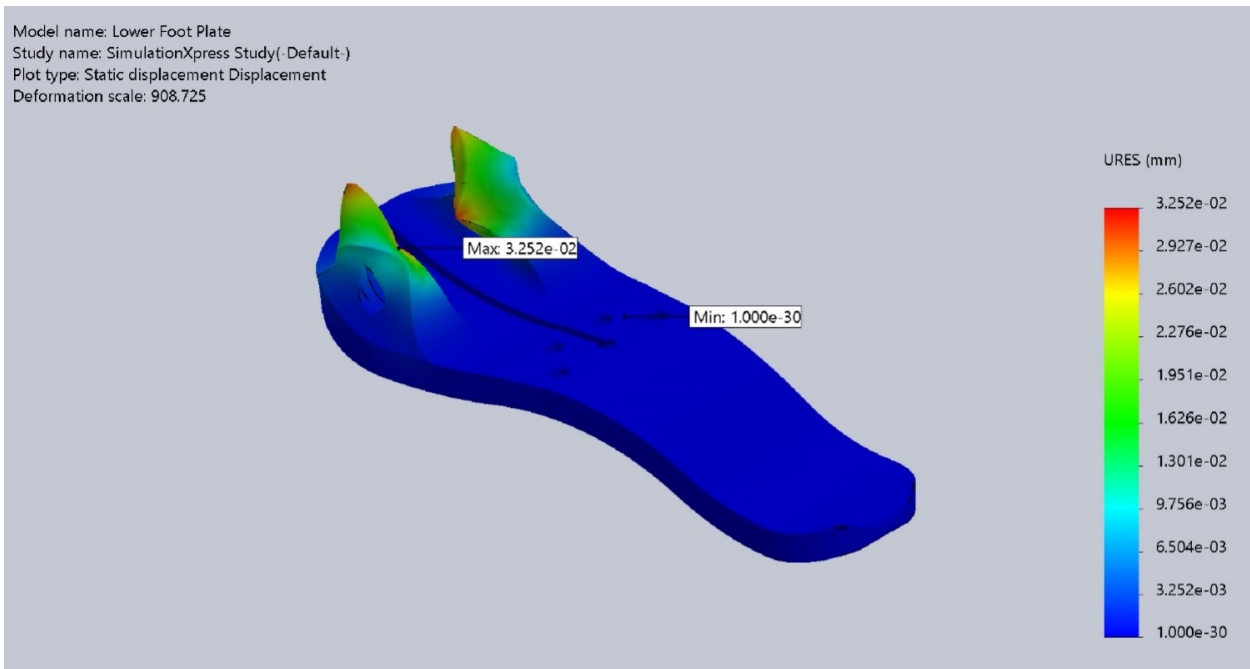 Model name: Lower Foot Plate
Study name: SimulationXpress Study(-Default-)
Plot type: Static displacement Displacement
Deformation scale: 908.725
URES (mm)
3.252e-02
2.927e-02
2.602e-02
2.276e-02
1.951e-02
1.626e-02
1.301e-02
9.756e-03
6.504e-03
3.252e-03
1.000e-30
Max: 3.252e-02
Min: 1.000e-30